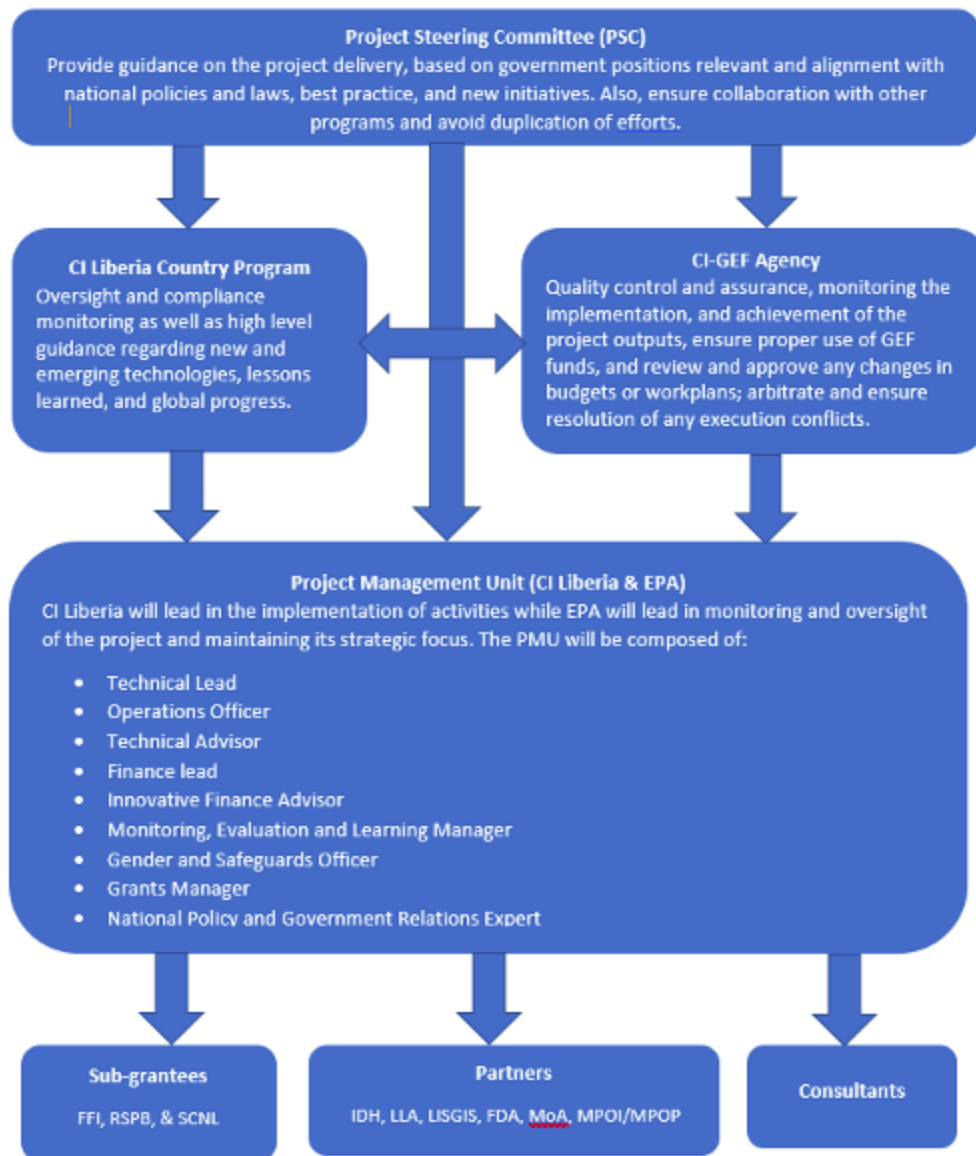 Project Steering Committee (PSC)
Provide guidance on the project delivery, based on government positions relevant and alignment with
national policies and laws, best practice, and new initiatives. Also, ensure collaboration with other
programs and avoid duplication of efforts.
CI Liberia Country Program
Oversight and compliance
monitoring as well as high level
guidance regarding new and
emerging technologies, lessons
learned, and global progress.
CI-GEF Agency
Quality control and assurance, monitoring the
implementation, and achievement of the
project outputs, ensure proper use of GEF
funds, and review and approve any changes in
budgets or workplans; arbitrate and ensure
resolution of any execution conflicts.
Project Management Unit (CI Liberia & EPA)
CI Liberia will lead in the implementation of activities while EPA will lead in monitoring and oversight
of the project and maintaining its strategic focus. The PMU will be composed of:
• Technical Lead
• Operations Officer
• Technical Advisor
• Finance lead
• Innovative Finance Advisor
• Monitoring, Evaluation and Learning Manager
• Gender and Safeguards Officer
• Grants Manager
• National Policy and Government Relations Expert
Sub-grantees
FFI, RSPB, & SCNL
Partners
IDH, LLA, LISGIS, FDA, MoA, MPOI/MPOP
Consultants